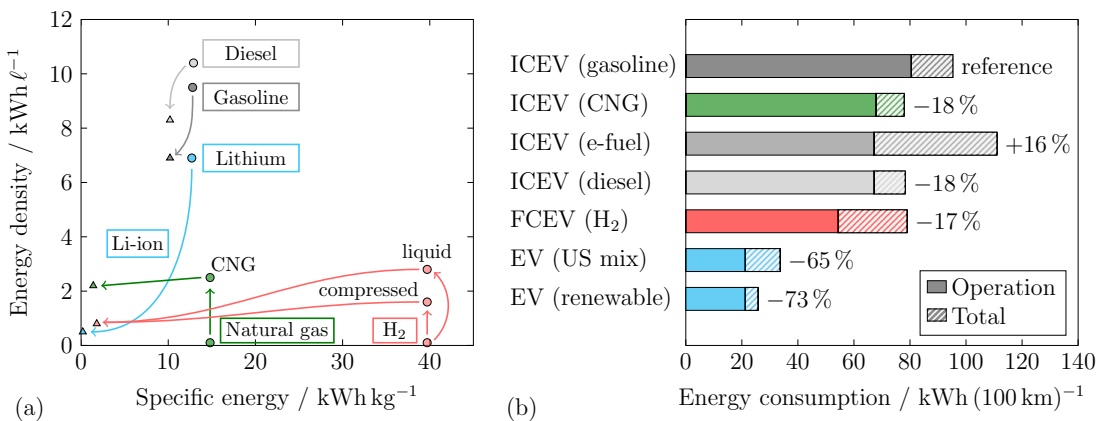 12
10
8
6
4
2
0
Energy density / kWh ℓ⁻¹
Diesel
Gasoline
Lithium
Li-ion
CNG
liquid
compressed
Natural gas
H₂
0 10 20 30 40
Specific energy / kWh kg⁻¹
(a)
ICEV (gasoline) reference
ICEV (CNG) −18 %
ICEV (e-fuel) +16 %
ICEV (diesel) −18 %
FCEV (H₂) −17 %
EV (US mix) −65 %
EV (renewable) −73 %
Operation
Total
0 20 40 60 80 100 120 140
Energy consumption / kWh (100 km)⁻¹
(b)